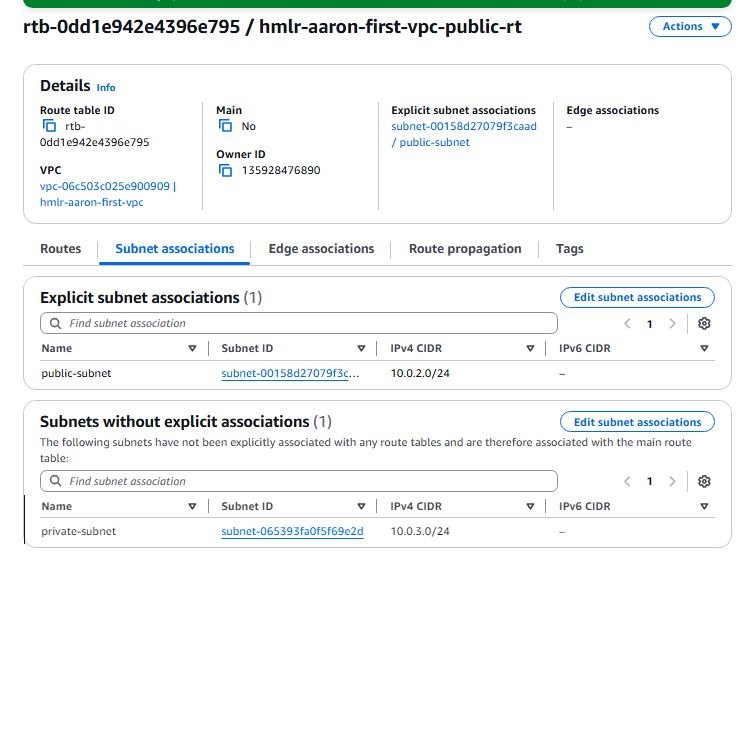 rtb-0dd1e942e4396e795 / hmlr-aaron-first-vpc-public-rt
Actions
Details Info
Route table ID
rtb-
0dd1e942e4396e795
Main
No
Explicit subnet associations
subnet-00158d27079f3caad
/ public-subnet
Edge associations
–
VPC
vpc-06c503c025e900909 |
hmlr-aaron-first-vpc
Owner ID
135928476890
Routes
Subnet associations
Edge associations
Route propagation
Tags
Explicit subnet associations (1)
Edit subnet associations
Find subnet association
1
Name
Subnet ID
IPv4 CIDR
IPv6 CIDR
public-subnet
subnet-00158d27079f3c...
10.0.2.0/24
–
Subnets without explicit associations (1)
Edit subnet associations
The following subnets have not been explicitly associated with any route tables and are therefore associated with the main route
table:
Find subnet association
1
Name
Subnet ID
IPv4 CIDR
IPv6 CIDR
private-subnet
subnet-065393fa0f5f69e2d
10.0.3.0/24
–